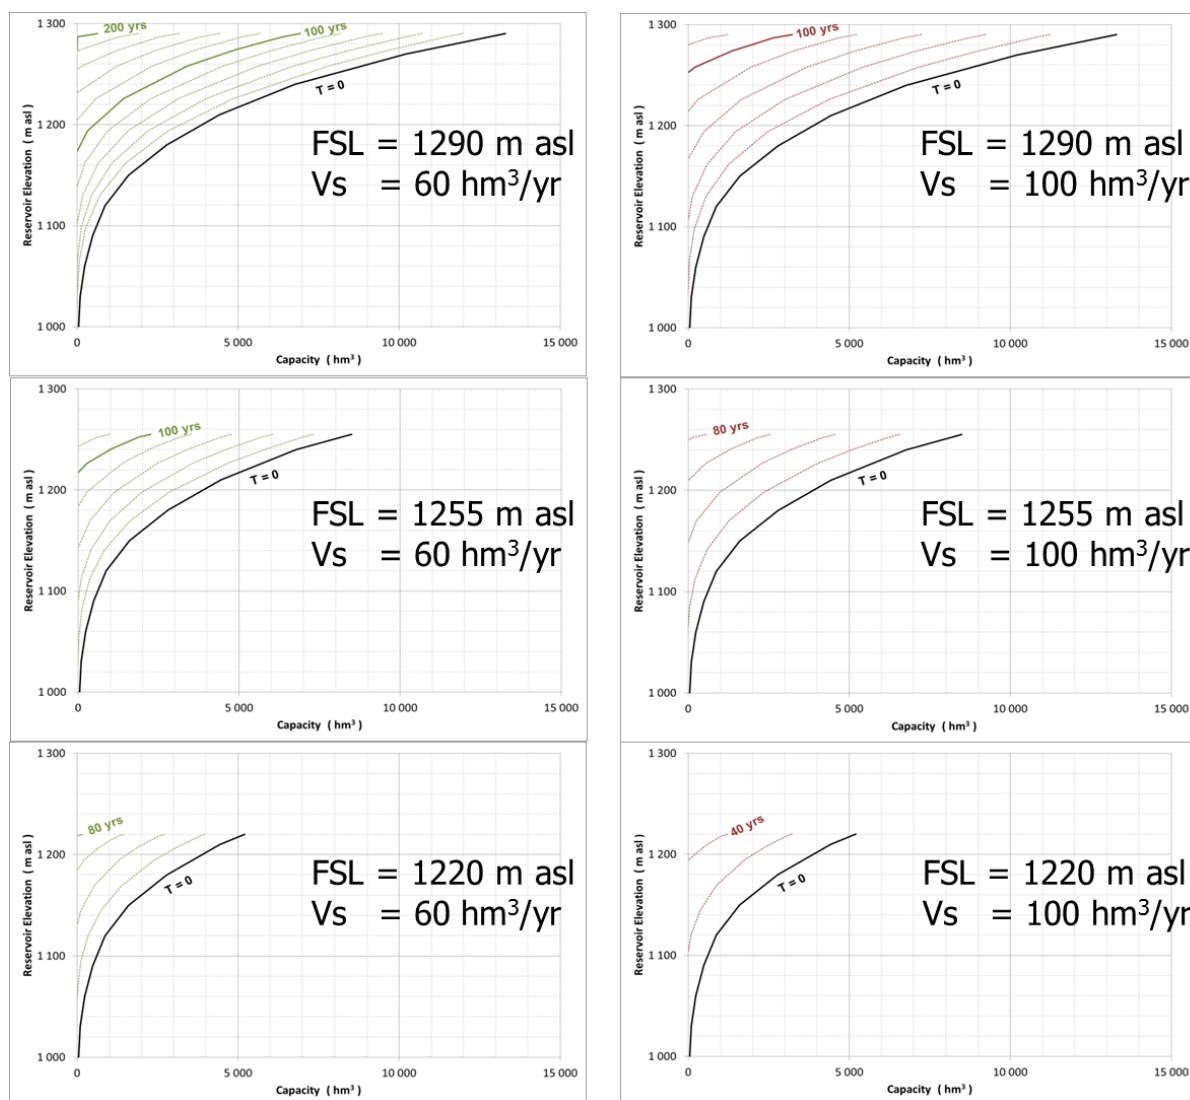 1 300
200 yrs
100 yrs
T = 0
1 200
1 100
1 000
Reservoir Elevation ( m asl )
FSL = 1290 m asl
Vs = 60 hm³/yr
0 5 000 10 000 15 000
Capacity ( hm³ )
1 300
100 yrs
T = 0
1 200
1 100
1 000
Reservoir Elevation ( m asl )
FSL = 1290 m asl
Vs = 100 hm³/yr
0 5 000 10 000 15 000
Capacity ( hm³ )
1 300
100 yrs
T = 0
1 200
1 100
1 000
Reservoir Elevation ( m asl )
FSL = 1255 m asl
Vs = 60 hm³/yr
0 5 000 10 000 15 000
Capacity ( hm³ )
1 300
80 yrs
T = 0
1 200
1 100
1 000
Reservoir Elevation ( m asl )
FSL = 1255 m asl
Vs = 100 hm³/yr
0 5 000 10 000 15 000
Capacity ( hm³ )
1 300
80 yrs
T = 0
1 200
1 100
1 000
Reservoir Elevation ( m asl )
FSL = 1220 m asl
Vs = 60 hm³/yr
0 5 000 10 000 15 000
Capacity ( hm³ )
1 300
40 yrs
T = 0
1 200
1 100
1 000
Reservoir Elevation ( m asl )
FSL = 1220 m asl
Vs = 100 hm³/yr
0 5 000 10 000 15 000
Capacity ( hm³ )